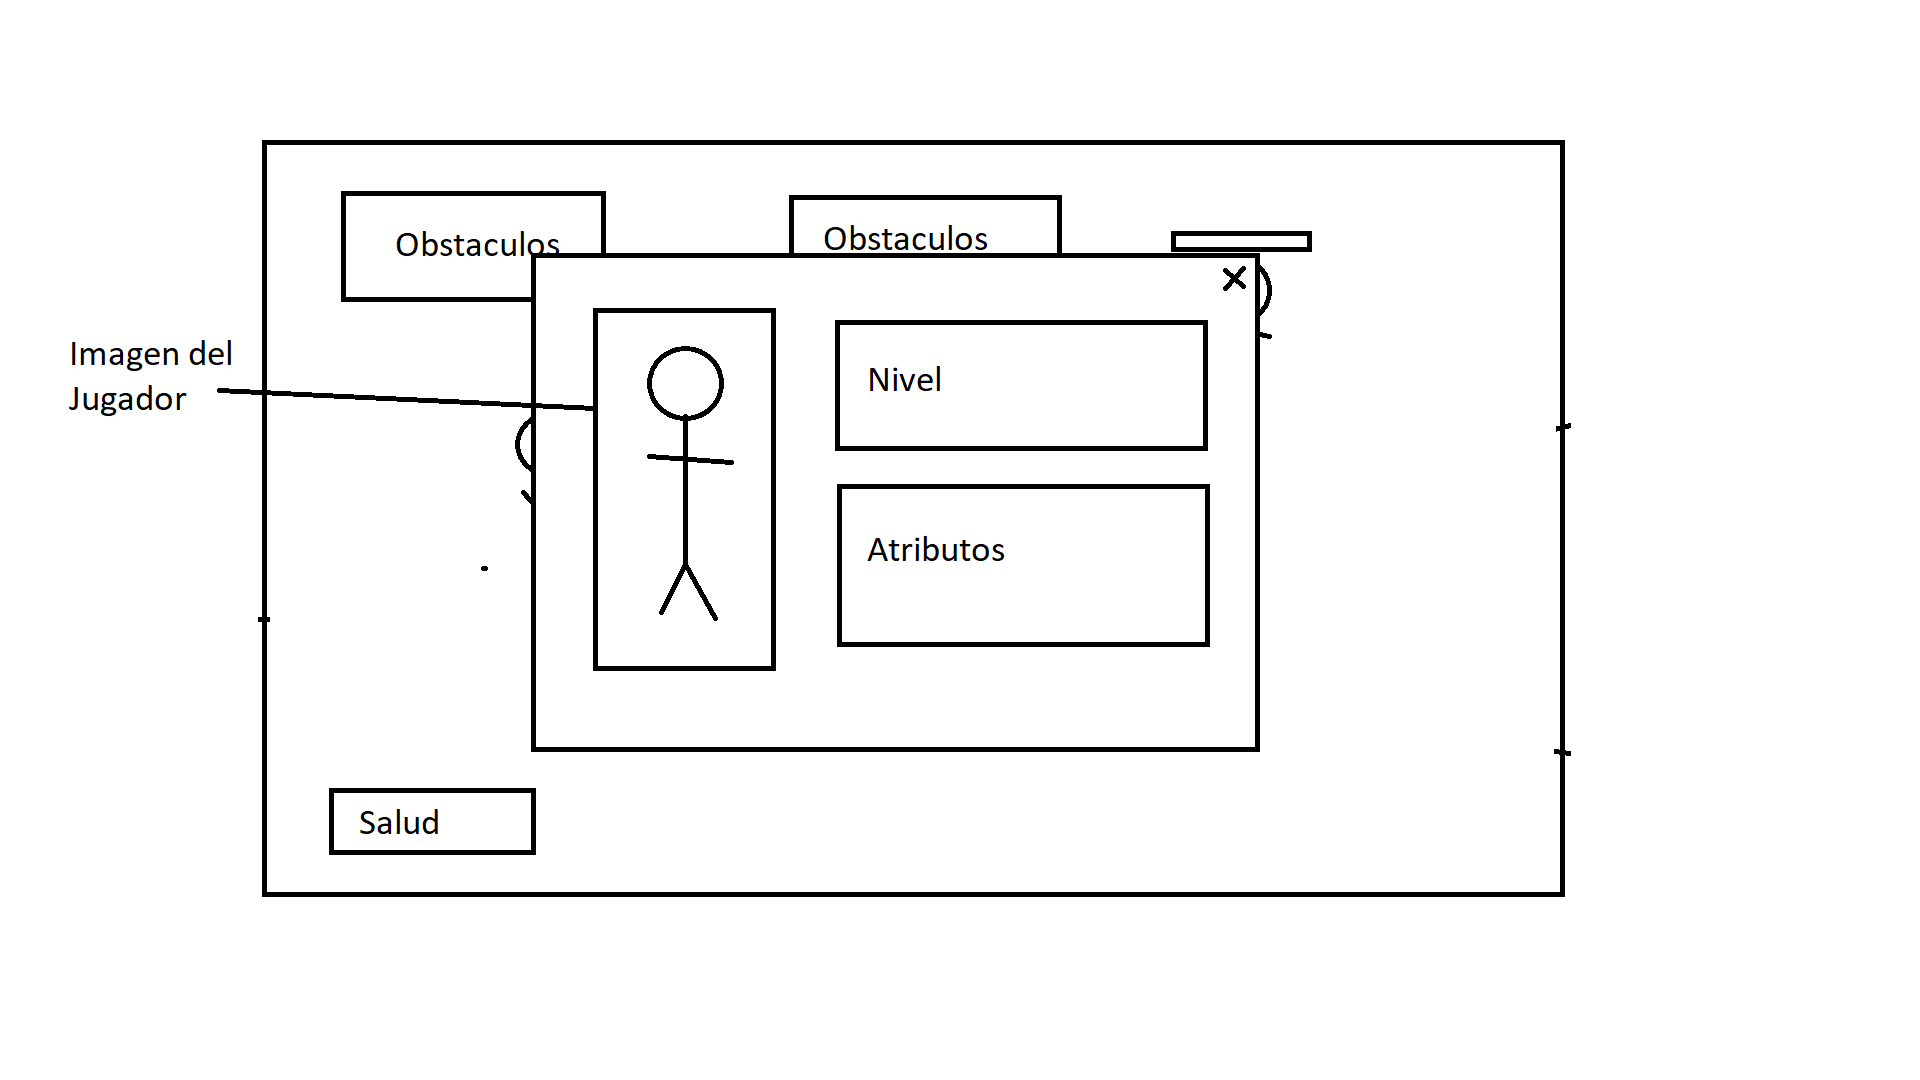 Obstaculos
Obstaculos
Imagen del
Jugador
Nivel
Atributos
Salud